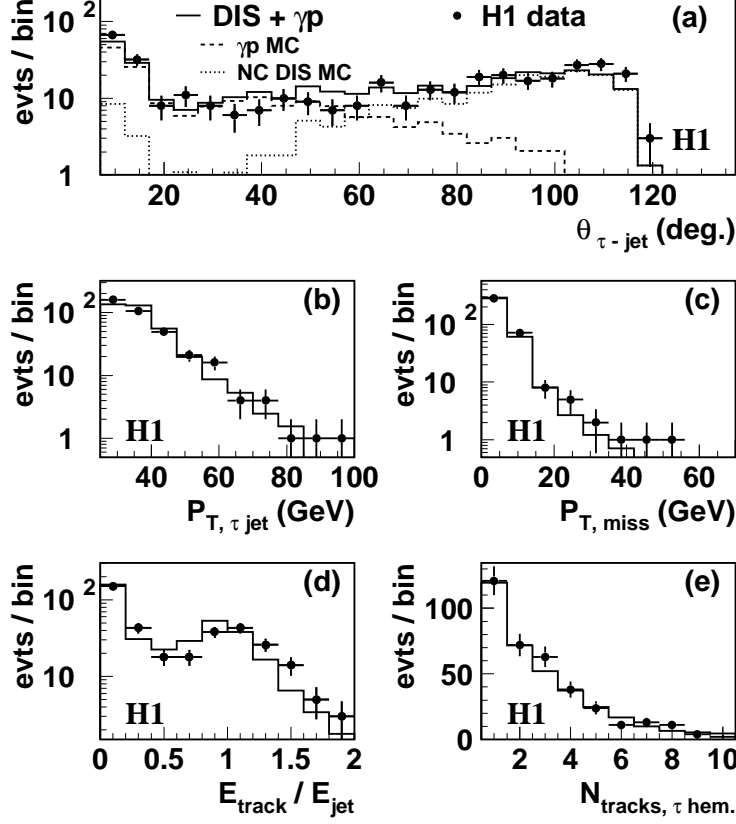 DIS + γp H1 data (a)
γp MC
NC DIS MC
evts / bin
10²
10
1
H1
20 40 60 80 100 120
θ τ - jet (deg.)
(b)
evts / bin
10²
10
1
H1
40 60 80 100
P T, τ jet (GeV)
(c)
evts / bin
10²
10
1
H1
0 20 40 60
P T, miss (GeV)
(d)
evts / bin
10²
10
H1
0 0.5 1 1.5 2
E track / E jet
(e)
evts / bin
100
50
0
H1
2 4 6 8 10
N tracks, τ hem.